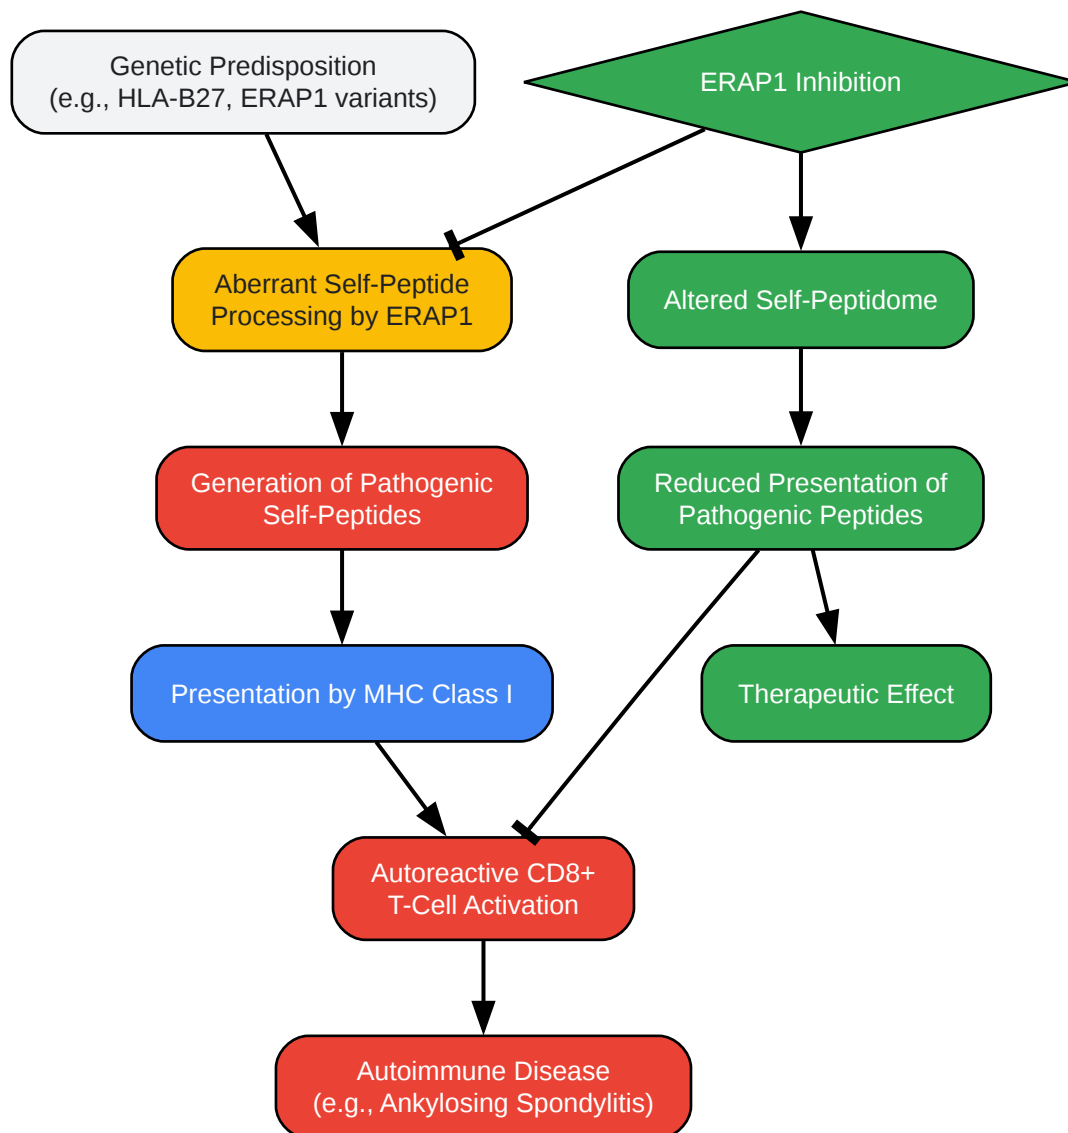 Genetic Predisposition
(e.g., HLA-B27, ERAP1 variants)
ERAP1 Inhibition
Aberrant Self-Peptide
Processing by ERAP1
Altered Self-Peptidome
Generation of Pathogenic
Self-Peptides
Reduced Presentation of
Pathogenic Peptides
Presentation by MHC Class I
Therapeutic Effect
Autoreactive CD8+
T-Cell Activation
Autoimmune Disease
(e.g., Ankylosing Spondylitis)